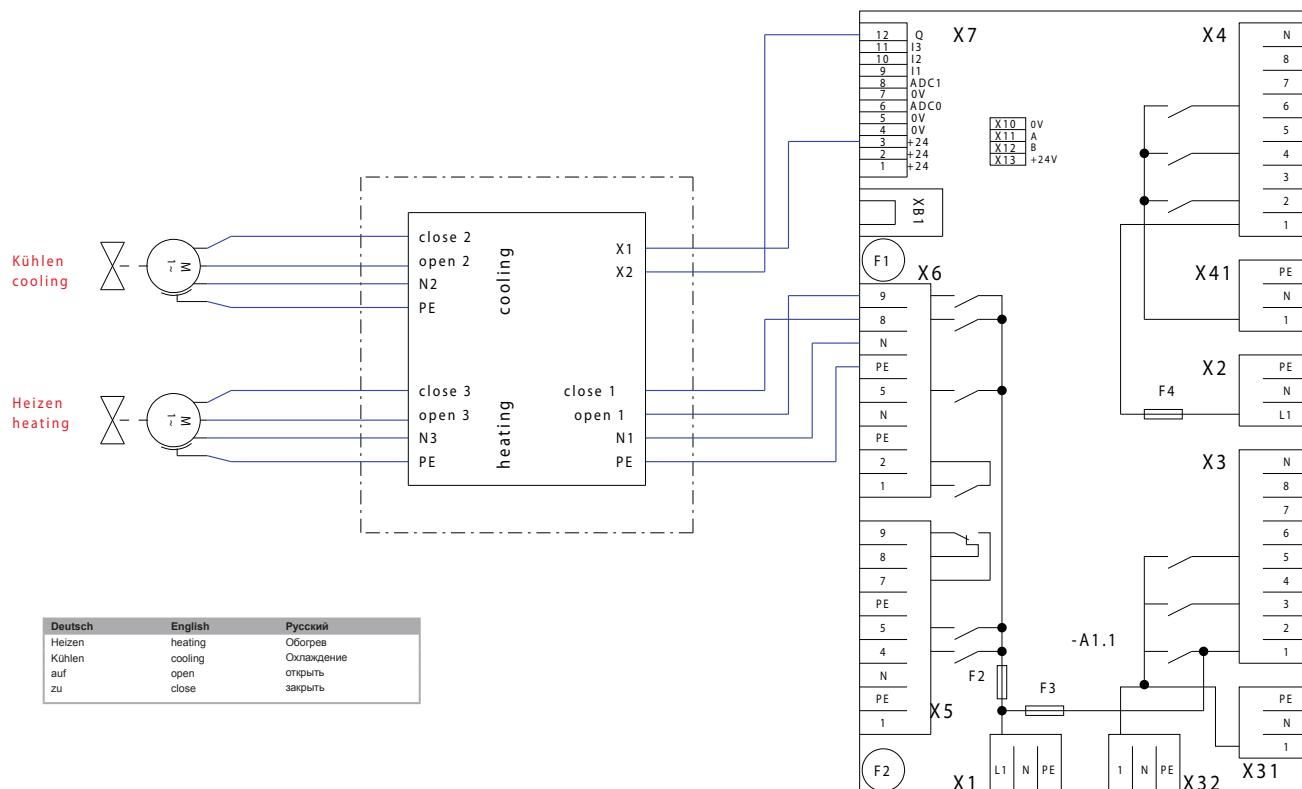 Kühlen
cooling
M
1~
close 2
open 2
N2
PE
cooling
X1
X2
Heizen
heating
M
1~
close 3
open 3
N3
PE
heating
close 1
open 1
N1
PE
X7
12 Q
11 I3
10 I2
9 I1
8 ADC1
7 0V
6 ADC0
5 0V
4 0V
3 +24
2 +24
1 +24
X10 0V
X11 A
X12 B
X13 +24V
XB1
F1
X6
9
8
N
PE
5
N
PE
2
1
9
8
7
PE
5
4
N
PE
1
X5
F2
F2
F3
-A1.1
X4
N
8
7
6
5
4
3
2
1
X41
PE
N
1
X2
PE
N
L1
F4
X3
N
8
7
6
5
4
3
2
1
PE
N
1
X31
X1
L1 N PE
1 N PE
X32
Deutsch English Русский
Heizen heating Обогрев
Kühlen cooling Охлаждение
auf open открыть
zu close закрыть